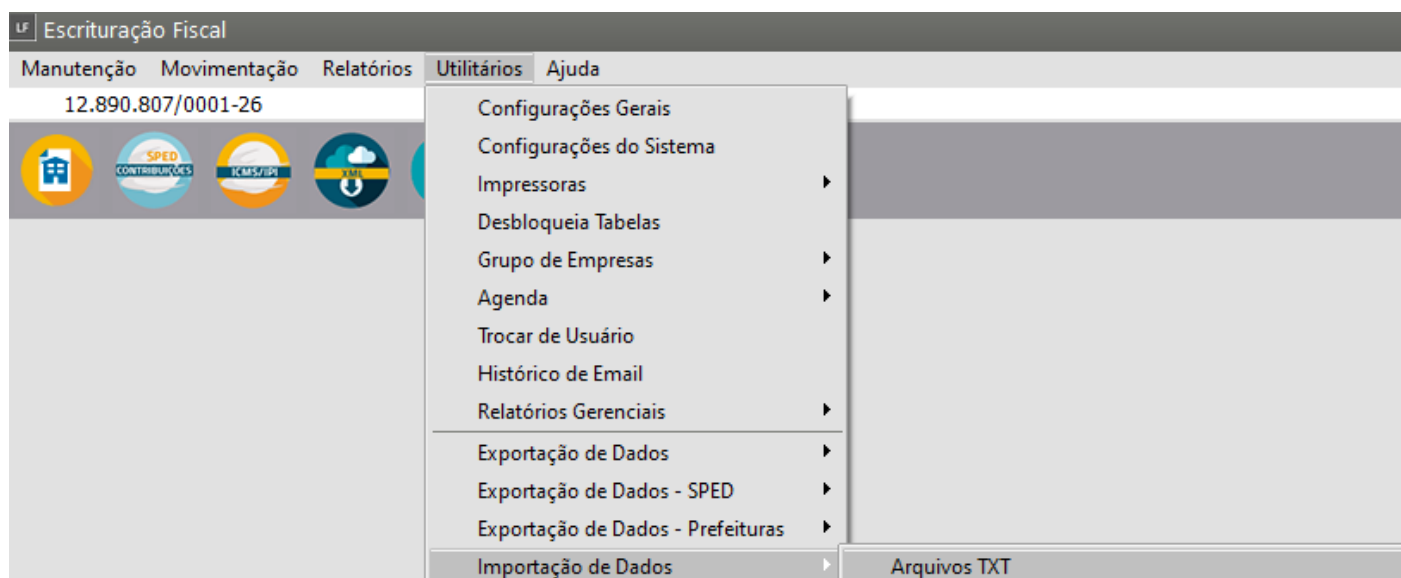 LF Escrituração Fiscal
Manutenção Movimentação Relatórios Utilitários Ajuda
12.890.807/0001-26
SPED CONTRIBUIÇÕES
ICMS/IPI
XML
Configurações Gerais
Configurações do Sistema
Impressoras
Desbloqueia Tabelas
Grupo de Empresas
Agenda
Trocar de Usuário
Histórico de Email
Relatórios Gerenciais
Exportação de Dados
Exportação de Dados - SPED
Exportação de Dados - Prefeituras
Importação de Dados
Arquivos TXT